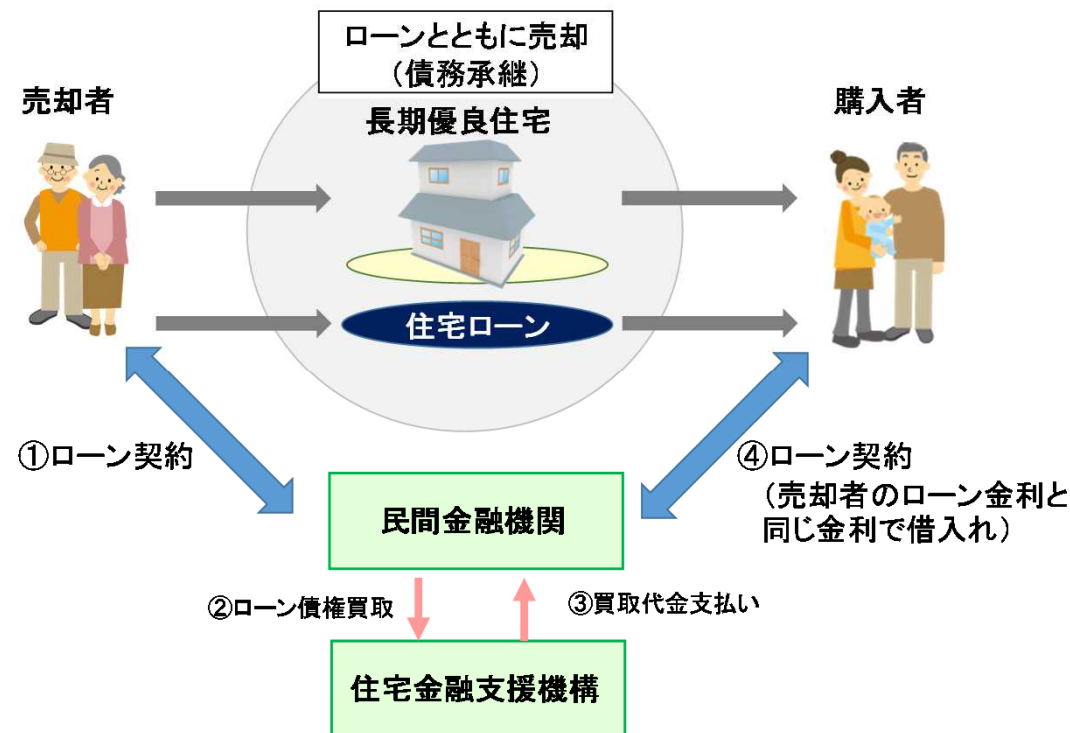 ローンとともに売却
（債務承継）
売却者
長期優良住宅
購入者
住宅ローン
①ローン契約
④ローン契約
（売却者のローン金利と
同じ金利で借入れ）
民間金融機関
②ローン債権買取
③買取代金支払い
住宅金融支援機構